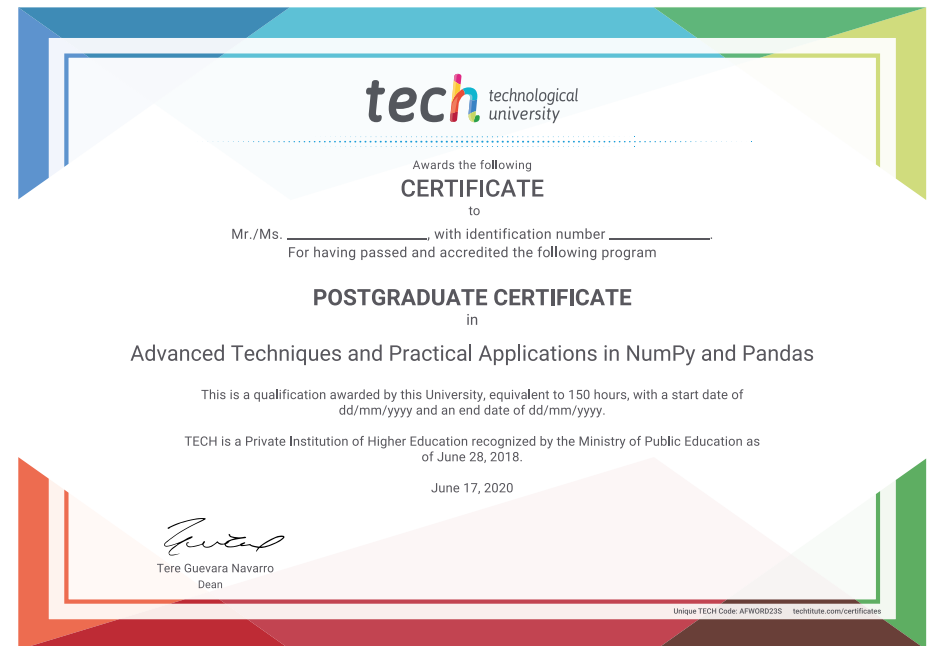 tech technological
university
Awards the following
CERTIFICATE
to
Mr./Ms. ____________________, with identification number ______________.
For having passed and accredited the following program
POSTGRADUATE CERTIFICATE
in
Advanced Techniques and Practical Applications in NumPy and Pandas
This is a qualification awarded by this University, equivalent to 150 hours, with a start date of
dd/mm/yyyy and an end date of dd/mm/yyyy.
TECH is a Private Institution of Higher Education recognized by the Ministry of Public Education as
of June 28, 2018.
June 17, 2020
Tere Guevara Navarro
Dean
Unique TECH Code: AFWORD23S techtitute.com/certificates